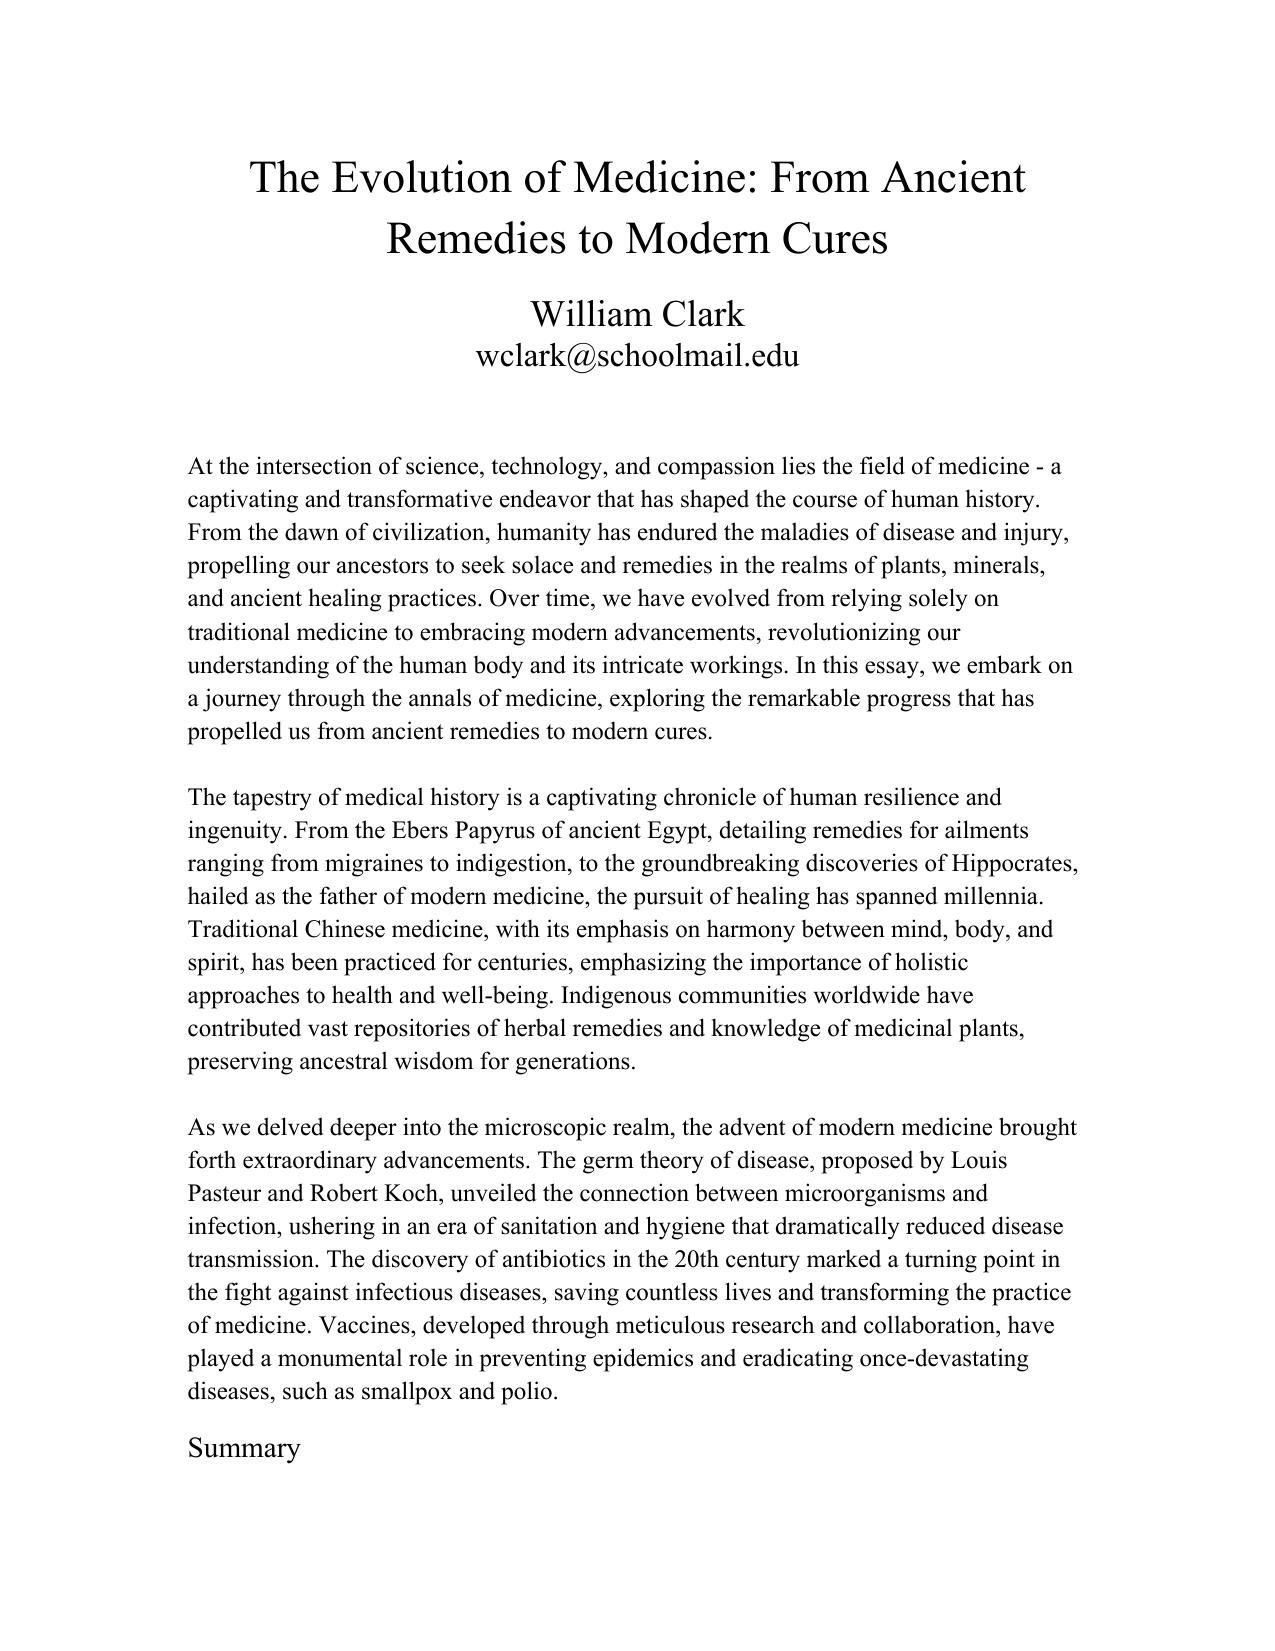 The Evolution of Medicine: From Ancient
Remedies to Modern Cures
William Clark
wclark@schoolmail.edu
At the intersection of science, technology, and compassion lies the field of medicine - a
captivating and transformative endeavor that has shaped the course of human history.
From the dawn of civilization, humanity has endured the maladies of disease and injury,
propelling our ancestors to seek solace and remedies in the realms of plants, minerals,
and ancient healing practices. Over time, we have evolved from relying solely on
traditional medicine to embracing modern advancements, revolutionizing our
understanding of the human body and its intricate workings. In this essay, we embark on
a journey through the annals of medicine, exploring the remarkable progress that has
propelled us from ancient remedies to modern cures.
The tapestry of medical history is a captivating chronicle of human resilience and
ingenuity. From the Ebers Papyrus of ancient Egypt, detailing remedies for ailments
ranging from migraines to indigestion, to the groundbreaking discoveries of Hippocrates,
hailed as the father of modern medicine, the pursuit of healing has spanned millennia.
Traditional Chinese medicine, with its emphasis on harmony between mind, body, and
spirit, has been practiced for centuries, emphasizing the importance of holistic
approaches to health and well-being. Indigenous communities worldwide have
contributed vast repositories of herbal remedies and knowledge of medicinal plants,
preserving ancestral wisdom for generations.
As we delved deeper into the microscopic realm, the advent of modern medicine brought
forth extraordinary advancements. The germ theory of disease, proposed by Louis
Pasteur and Robert Koch, unveiled the connection between microorganisms and
infection, ushering in an era of sanitation and hygiene that dramatically reduced disease
transmission. The discovery of antibiotics in the 20th century marked a turning point in
the fight against infectious diseases, saving countless lives and transforming the practice
of medicine. Vaccines, developed through meticulous research and collaboration, have
played a monumental role in preventing epidemics and eradicating once-devastating
diseases, such as smallpox and polio.
Summary